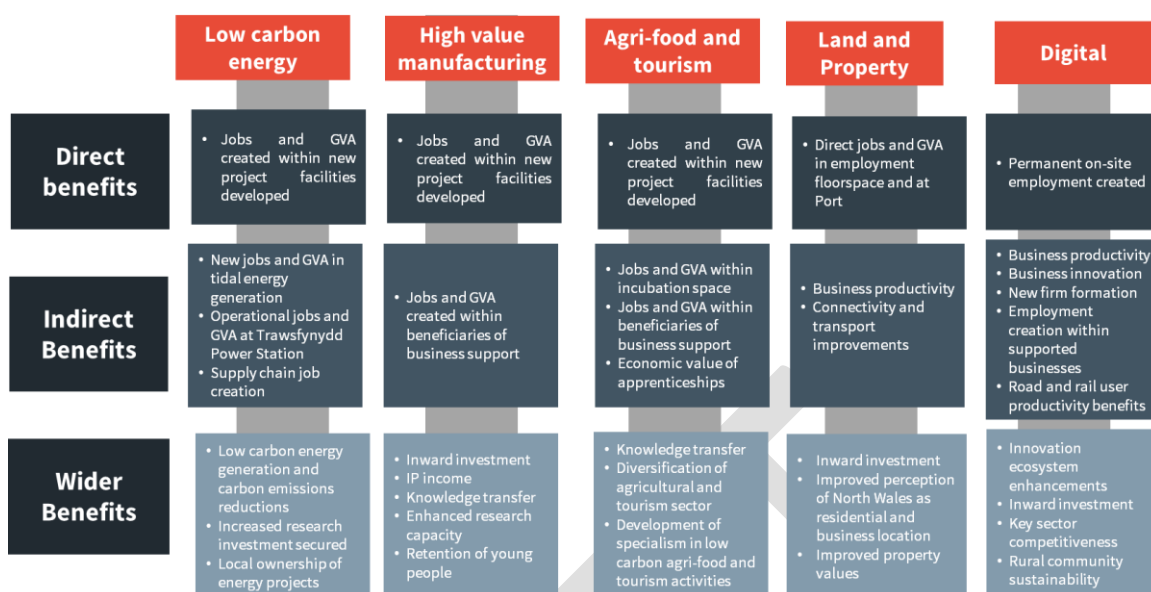 Low carbon
energy
High value
manufacturing
Agri-food and
tourism
Land and
Property
Digital
Direct
benefits
• Jobs and GVA
created within new
project facilities
developed
• Jobs and GVA
created within new
project facilities
developed
• Jobs and GVA
created within new
project facilities
developed
• Direct jobs and GVA
in employment
floorspace and at
Port
• Permanent on-site
employment created
Indirect
Benefits
• New jobs and GVA in
tidal energy
generation
• Operational jobs and
GVA at Trawsfynydd
Power Station
• Supply chain job
creation
• Jobs and GVA
created within
beneficiaries of
business support
• Jobs and GVA within
incubation space
• Jobs and GVA within
beneficiaries of
business support
• Economic value of
apprenticeships
• Business productivity
• Connectivity and
transport
improvements
• Business productivity
• Business innovation
• New firm formation
• Employment
creation within
supported
businesses
• Road and rail user
productivity benefits
Wider
Benefits
• Low carbon energy
generation and
carbon emissions
reductions
• Increased research
investment secured
• Local ownership of
energy projects
• Inward investment
• IP income
• Knowledge transfer
• Enhanced research
capacity
• Retention of young
people
• Knowledge transfer
• Diversification of
agricultural and
tourism sector
• Development of
specialism in low
carbon agri-food and
tourism activities
• Inward investment
• Improved perception
of North Wales as
residential and
business location
• Improved property
values
• Innovation
ecosystem
enhancements
• Inward investment
• Key sector
competitiveness
• Rural community
sustainability